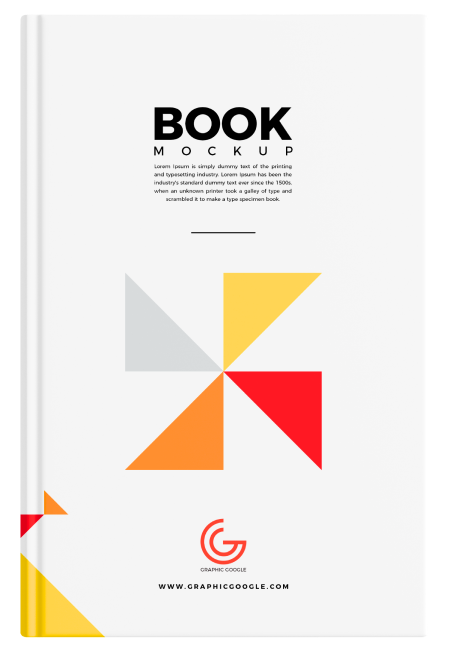 BOOK
MOCKUP
Lorem Ipsum is simply dummy text of the printing
and typesetting industry. Lorem Ipsum has been the
industry's standard dummy text ever since the 1500s,
when an unknown printer took a galley of type and
scrambled it to make a type specimen book.
GRAPHIC GOOGLE
WWW.GRAPHICGOOGLE.COM